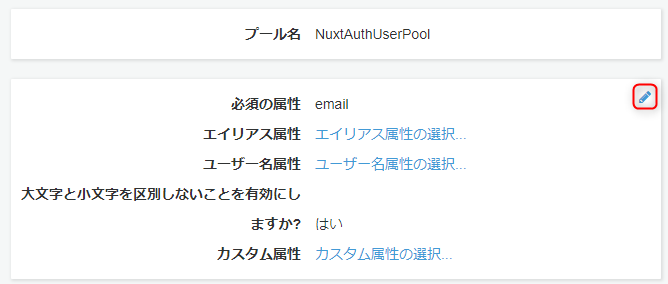 プール名 NuxtAuthUserPool
必須の属性 email
エイリアス属性 エイリアス属性の選択...
ユーザー名属性 ユーザー名属性の選択...
大文字と小文字を区別しないことを有効にし
ますか? はい
カスタム属性 カスタム属性の選択...